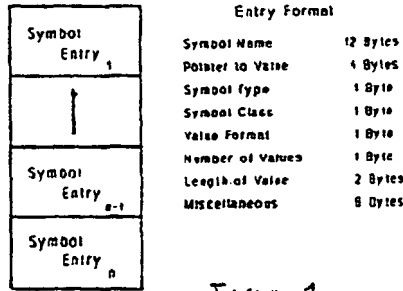 Entry Format
Symbol
Entry 1
Symbol
Entry n-1
Symbol
Entry n
Symbol Name 12 Bytes
Pointer to Value 4 Bytes
Symbol Type 1 Byte
Symbol Class 1 Byte
Value Format 1 Byte
Number of Values 1 Byte
Length of Value 2 Bytes
Miscellaneous 8 Bytes